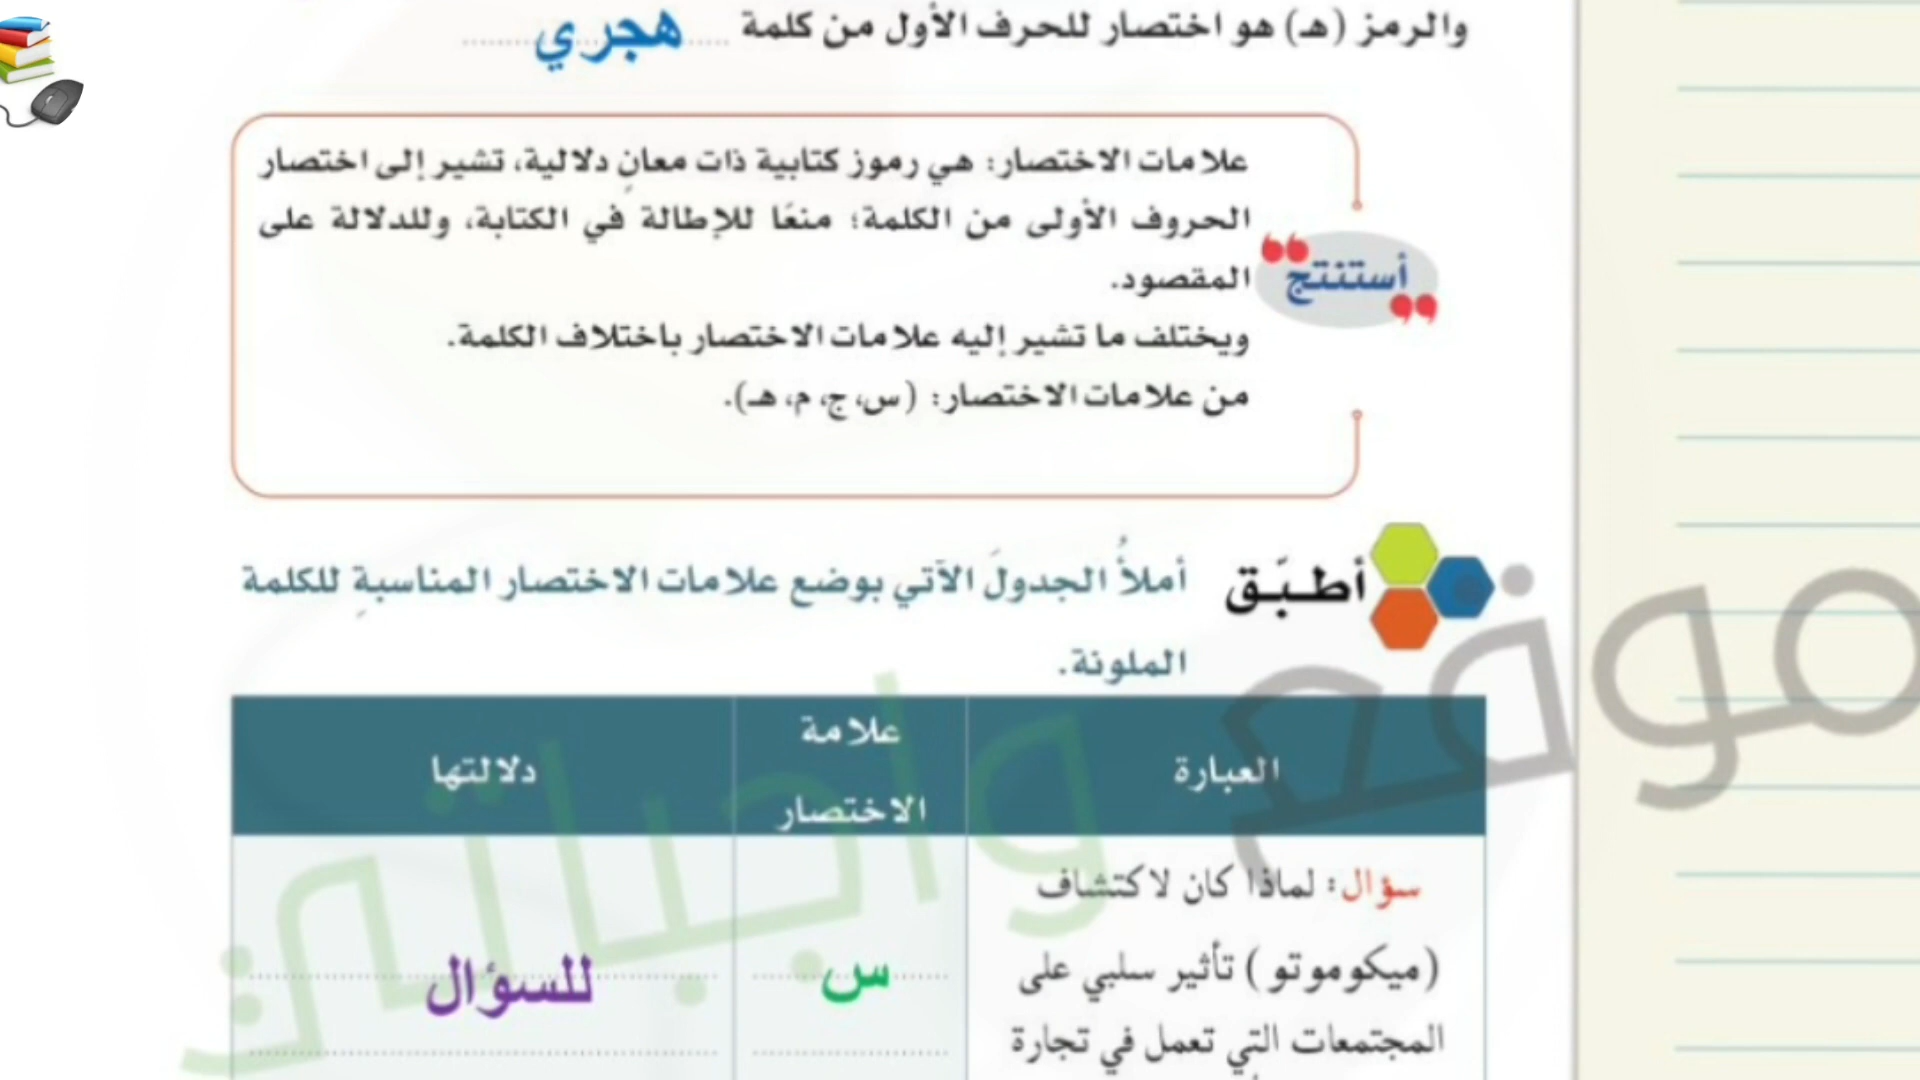 والرمز (هـ) هو اختصار للحرف الأول من كلمة هجري
علامات الاختصار: هي رموز كتابية ذات معانٍ دلالية، تشير إلى اختصار
الحروف الأولى من الكلمة؛ منعًا للإطالة في الكتابة، وللدلالة على
المقصود.
أستنتج
ويختلف ما تشير إليه علامات الاختصار باختلاف الكلمة.
من علامات الاختصار: (س، ج، م، هـ).
أطبّق
أملأُ الجدولَ الآتي بوضع علامات الاختصار المناسبةِ للكلمة
الملونة.
العبارة
علامة
الاختصار
دلالتها
سؤال: لماذا كان لاكتشاف
(ميكوموتو) تأثير سلبي على
المجتمعات التي تعمل في تجارة
س
للسؤال
موقع واجباتي